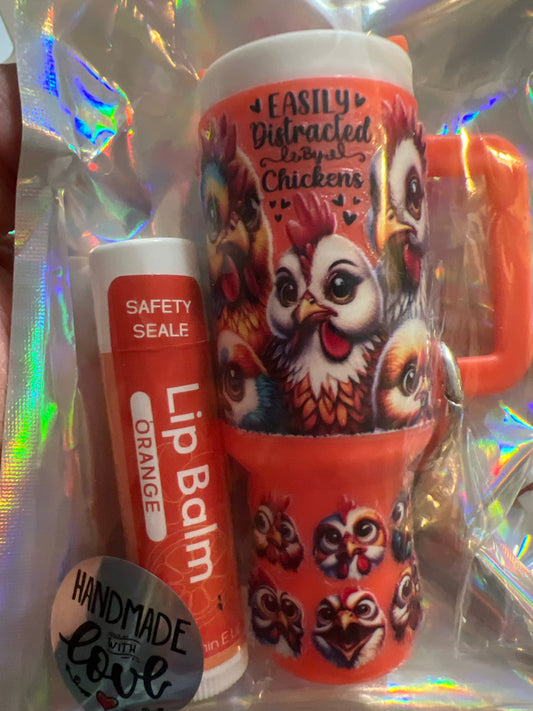 EASILY
Distracted
By
Chickens
SAFETY
SEALE
Lip Balm
ORANGE
HANDMADE
WITH
love